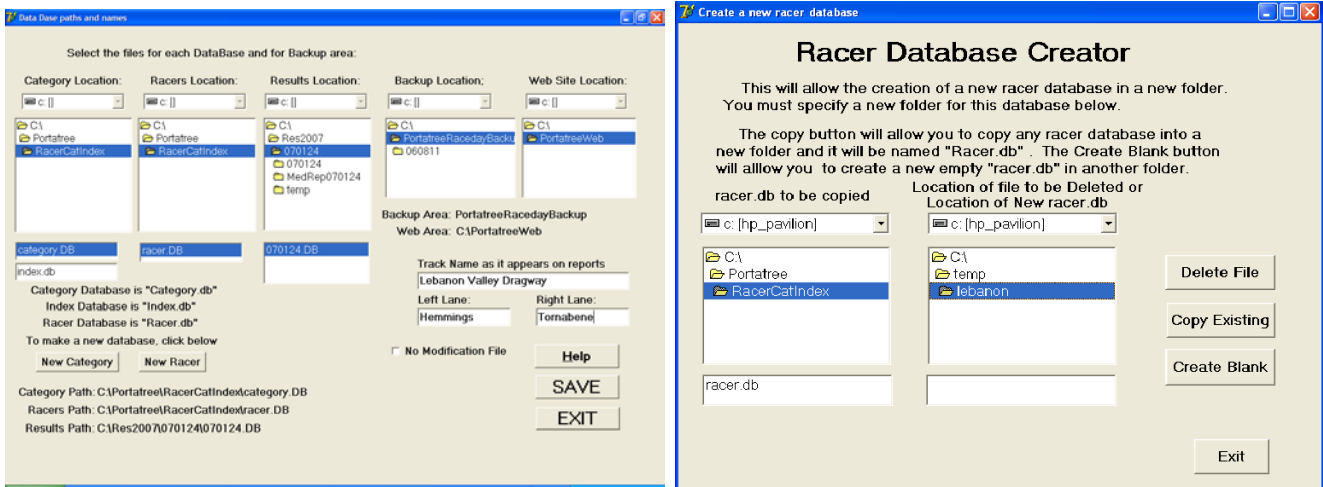 Data Dase paths and names
Select the files for each DataBase and for Backup area:
Category Location: Racers Location: Results Location: Backup Location: Web Site Location:
c: [] c: [] c: [] c: [] c: []
C:\ C:\ C:\ C:\ C:\
Portatree Portatree Res2007 PortatreeRacedayBacku PortatreeWeb
RacerCatIndex RacerCatIndex 070124 060811
070124
MedRep070124
temp
Backup Area: PortatreeRacedayBackup
Web Area: C:\PortatreeWeb
category.DB racer.DB 070124.DB
index.db
Track Name as it appears on reports
Lebanon Valley Dragway
Category Database is "Category.db"
Index Database is "Index.db"
Racer Database is "Racer.db"
Left Lane: Right Lane:
Hemmings Tornabene
To make a new database, click below
New Category New Racer
No Modification File
Help
SAVE
EXIT
Category Path: C:\Portatree\RacerCatIndex\category.DB
Racers Path: C:\Portatree\RacerCatIndex\racer.DB
Results Path: C:\Res2007\070124\070124.DB
Create a new racer database
Racer Database Creator
This will allow the creation of a new racer database in a new folder.
You must specify a new folder for this database below.
The copy button will allow you to copy any racer database into a
new folder and it will be named "Racer.db" . The Create Blank button
will alllow you to create a new empty "racer.db" in another folder.
racer.db to be copied
Location of file to be Deleted or
Location of New racer.db
c: [hp_pavilion] c: [hp_pavilion]
C:\ C:\
Portatree temp
RacerCatIndex lebanon
racer.db
Delete File
Copy Existing
Create Blank
Exit